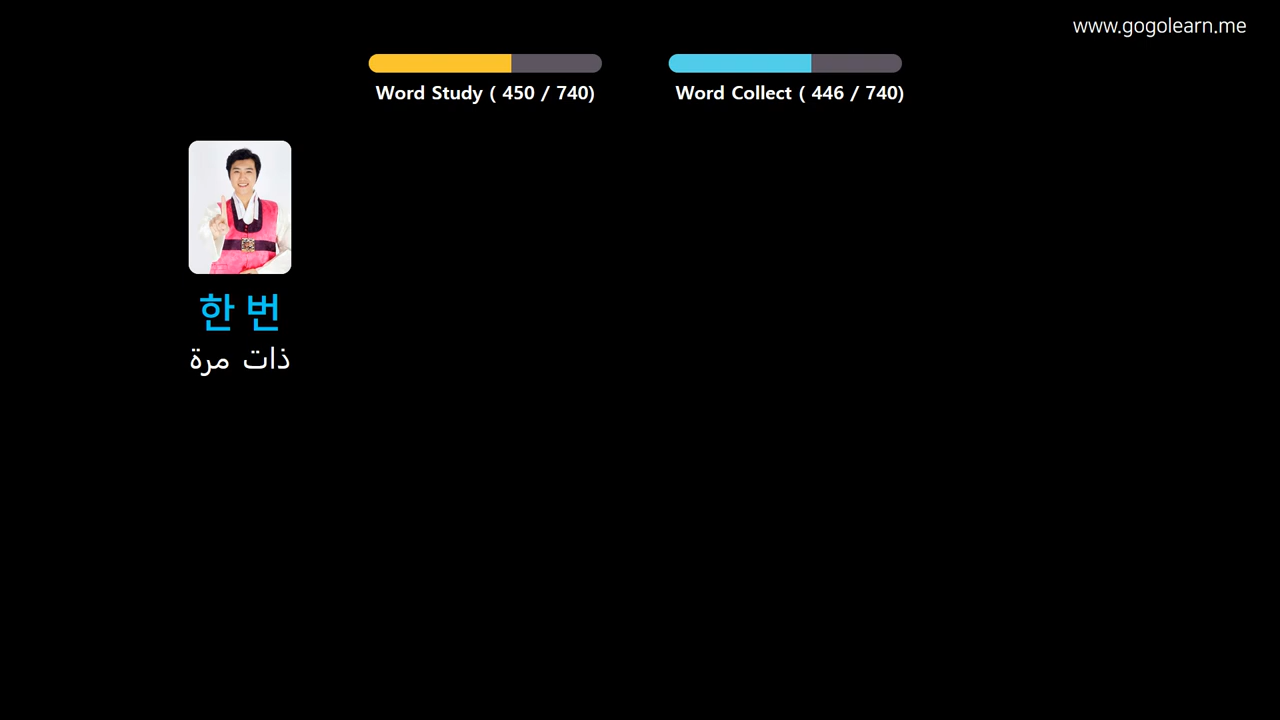 www.gogolearn.me
Word Study ( 450 / 740)
Word Collect ( 446 / 740)
한 번
ذات مرة